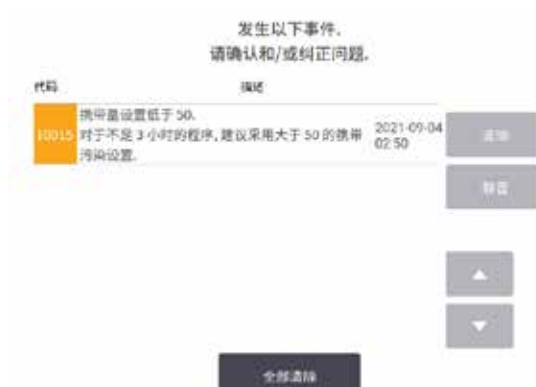 发生以下事件.
请确认和/或纠正问题.
代码 描述
携带量设置低于 50.
10015 对于不足 3 小时的程序, 建议采用大于 50 的携带 2021-09-04
污染设置. 02:50
清除
静音
全部清除